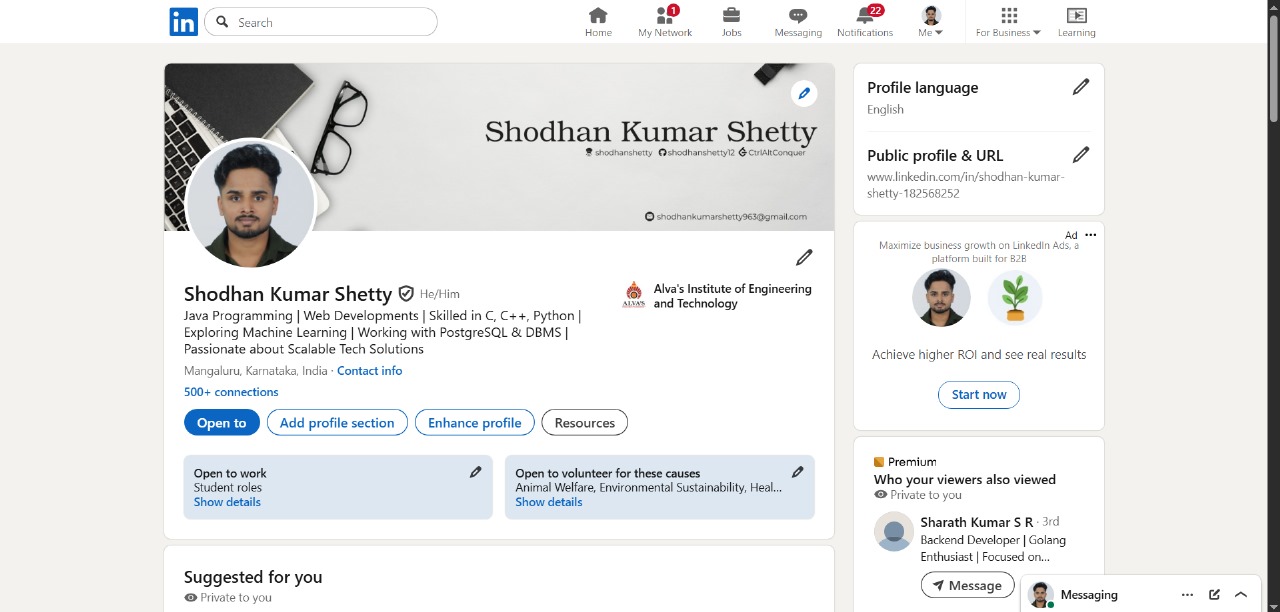 in
Search
1
22
Home
My Network
Jobs
Messaging
Notifications
Me
For Business
Learning
Shodhan Kumar Shetty
shodhanshetty shodhanshetty12 CtrlAltConquer
shodhankumarshetty963@gmail.com
Shodhan Kumar Shetty He/Him
Java Programming | Web Developments | Skilled in C, C++, Python |
Exploring Machine Learning | Working with PostgreSQL & DBMS |
Passionate about Scalable Tech Solutions
Mangaluru, Karnataka, India · Contact info
500+ connections
ALVA'S
Alva's Institute of Engineering
and Technology
Open to
Add profile section
Enhance profile
Resources
Open to work
Student roles
Show details
Open to volunteer for these causes
Animal Welfare, Environmental Sustainability, Heal...
Show details
Suggested for you
Private to you
Profile language
English
Public profile & URL
www.linkedin.com/in/shodhan-kumar-
shetty-182568252
Ad
Maximize business growth on LinkedIn Ads, a
platform built for B2B
Achieve higher ROI and see real results
Start now
Premium
Who your viewers also viewed
Private to you
Sharath Kumar S R · 3rd
Backend Developer | Golang
Enthusiast | Focused on...
Message
Messaging